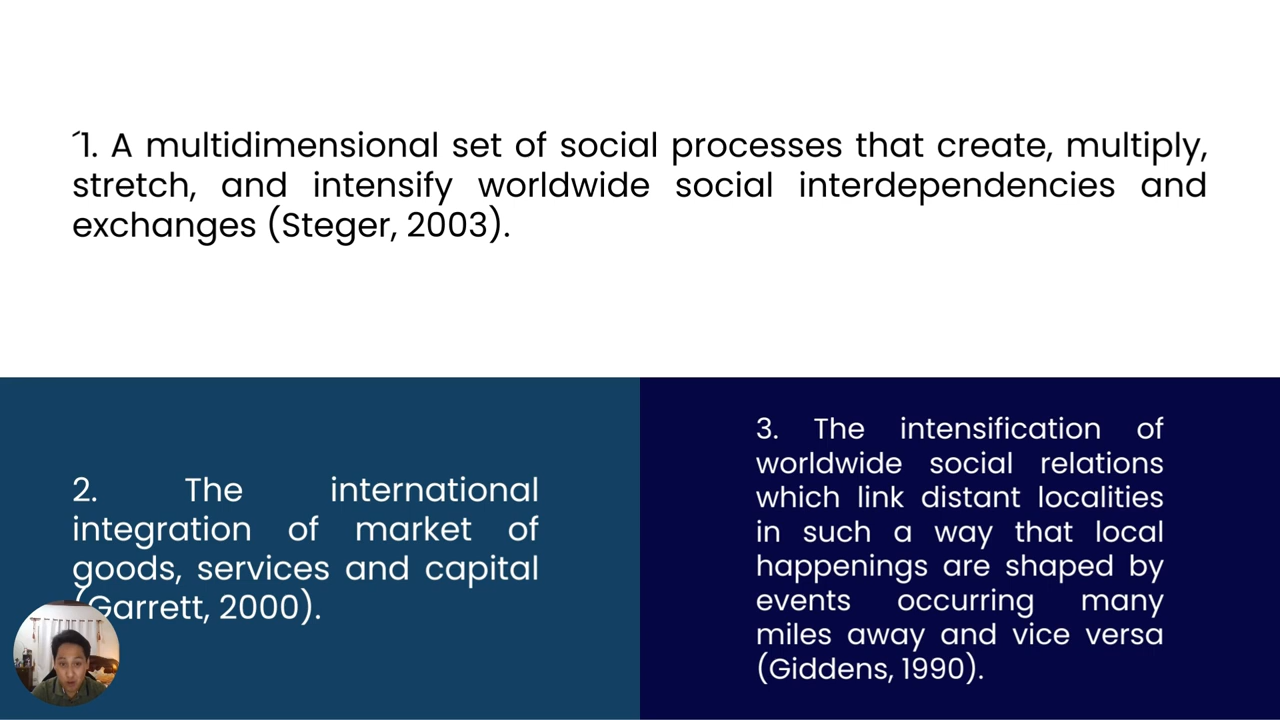 ´1. A multidimensional set of social processes that create, multiply,
stretch, and intensify worldwide social interdependencies and
exchanges (Steger, 2003).
2. The international
integration of market of
goods, services and capital
(Garrett, 2000).
3. The intensification of
worldwide social relations
which link distant localities
in such a way that local
happenings are shaped by
events occurring many
miles away and vice versa
(Giddens, 1990).